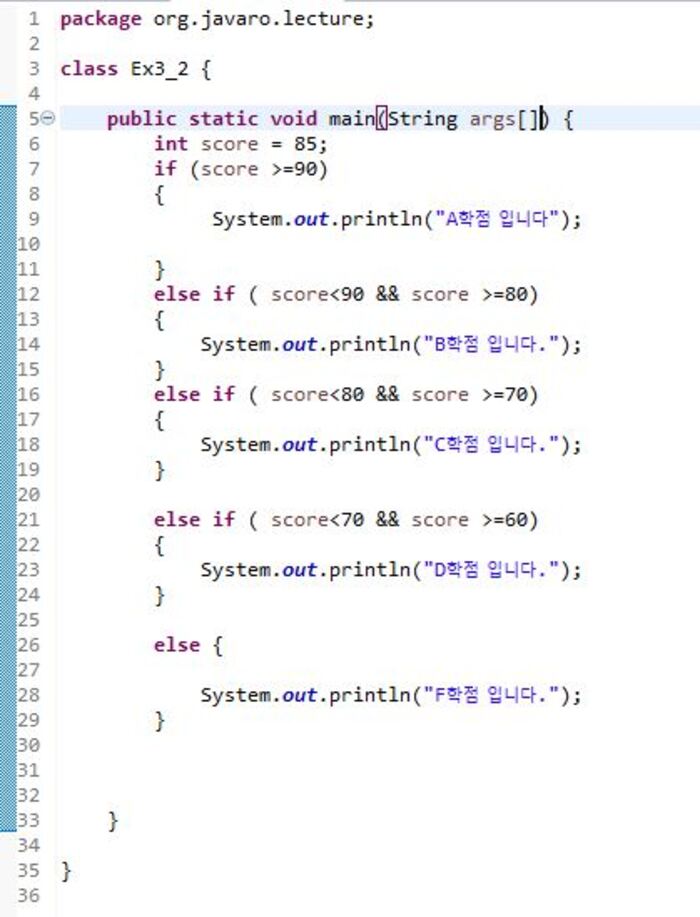 1 package org.javaro.lecture;
2
3 class Ex3_2 {
4
5 public static void main(String args[]) {
6 int score = 85;
7 if (score >=90)
8 {
9 System.out.println("A학점 입니다");
10
11 }
12 else if ( score<90 && score >=80)
13 {
14 System.out.println("B학점 입니다.");
15 }
16 else if ( score<80 && score >=70)
17 {
18 System.out.println("C학점 입니다.");
19 }
20
21 else if ( score<70 && score >=60)
22 {
23 System.out.println("D학점 입니다.");
24 }
25
26 else {
27
28 System.out.println("F학점 입니다.");
29 }
30
31
32
33 }
34
35 }
36